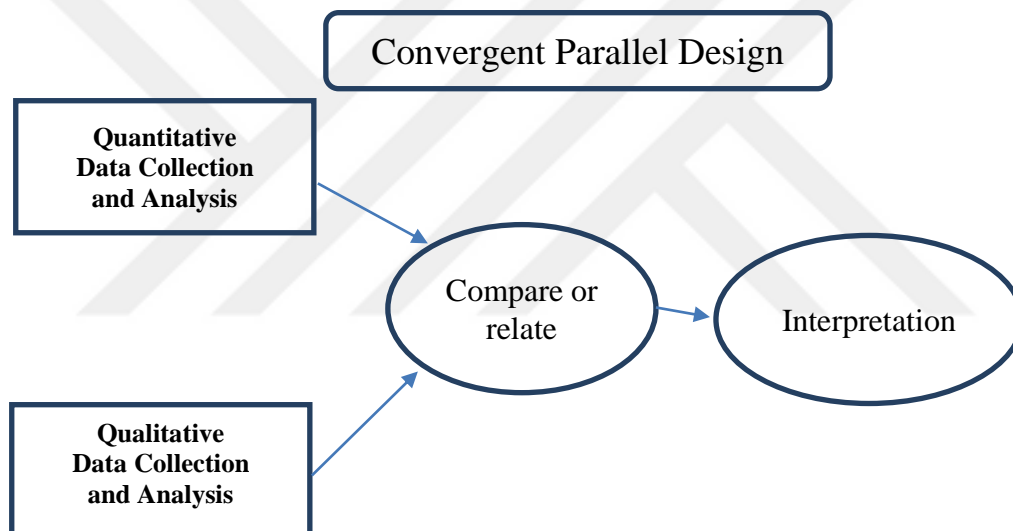 Convergent Parallel Design
Quantitative
Data Collection
and Analysis
Compare or
relate
Interpretation
Qualitative
Data Collection
and Analysis